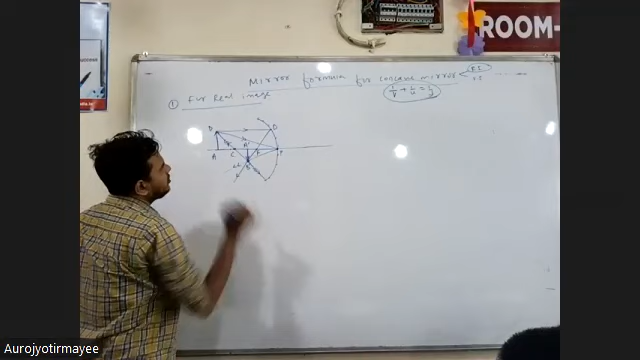 ROOM-
Mirror formula for concave mirror
R.I
① For Real image
1/v + 1/u = 1/f
B
D
A
C
A'
F
P
Aurojyotirmayee